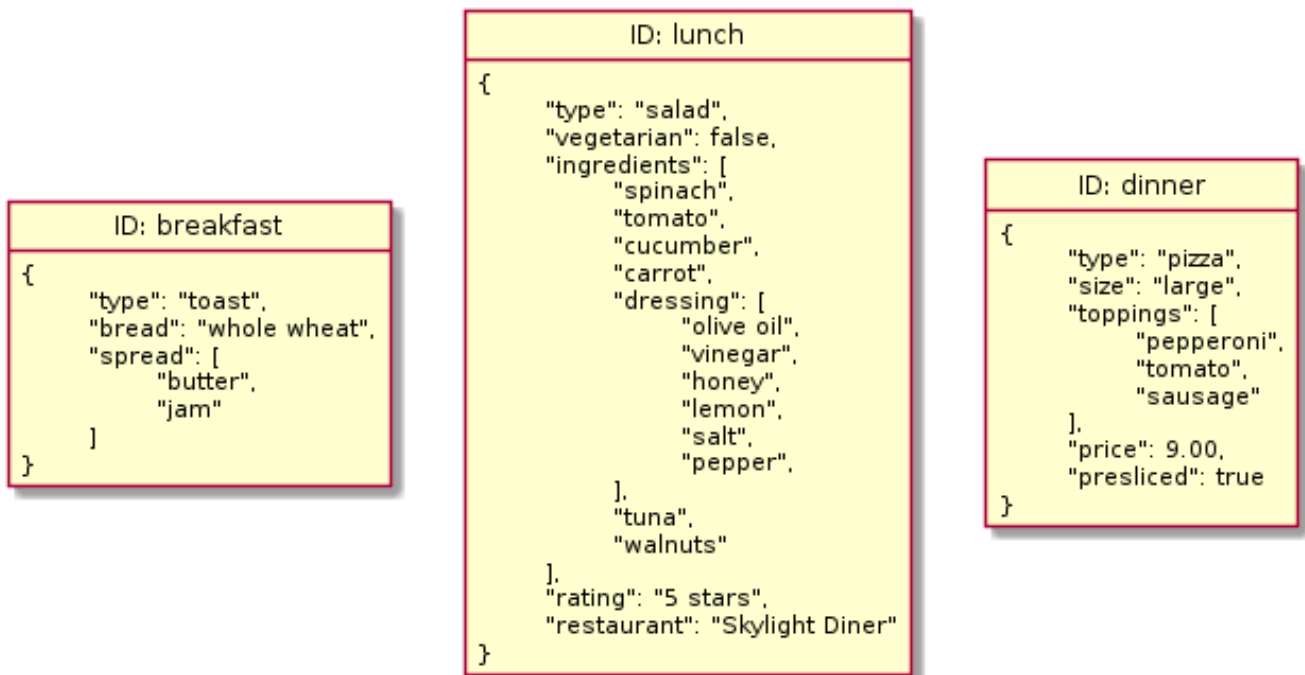 ID: breakfast
{
"type": "toast",
"bread": "whole wheat",
"spread": [
"butter",
"jam"
]
}
ID: lunch
{
"type": "salad",
"vegetarian": false,
"ingredients": [
"spinach",
"tomato",
"cucumber",
"carrot",
"dressing": [
"olive oil",
"vinegar",
"honey",
"lemon",
"salt",
"pepper",
],
"tuna",
"walnuts"
],
"rating": "5 stars",
"restaurant": "Skylight Diner"
}
ID: dinner
{
"type": "pizza",
"size": "large",
"toppings": [
"pepperoni",
"tomato",
"sausage"
],
"price": 9.00,
"presliced": true
}